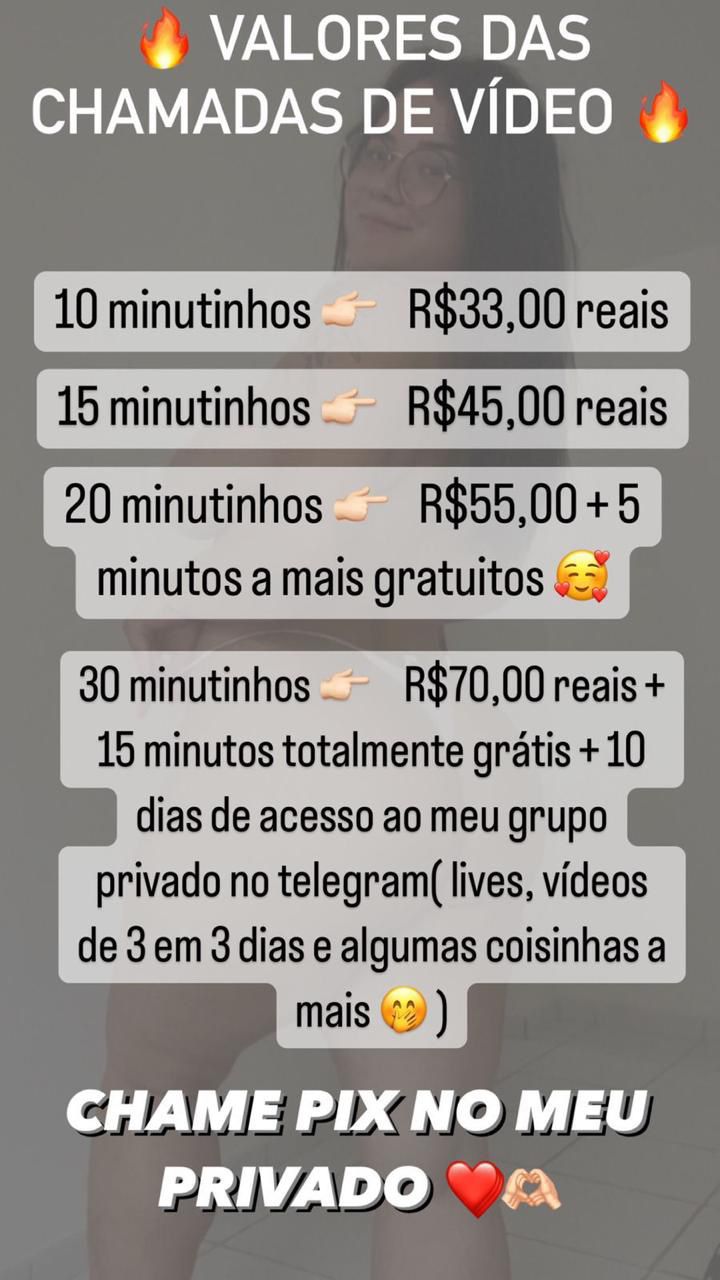 🔥 VALORES DAS
CHAMADAS DE VÍDEO 🔥
10 minutinhos 👉🏻 R$33,00 reais
15 minutinhos 👉🏻 R$45,00 reais
20 minutinhos 👉🏻 R$55,00 + 5
minutos a mais gratuitos 🥰
30 minutinhos 👉🏻 R$70,00 reais +
15 minutos totalmente grátis + 10
dias de acesso ao meu grupo
privado no telegram( lives, vídeos
de 3 em 3 dias e algumas coisinhas a
mais 🤭 )
CHAME PIX NO MEU
PRIVADO ❤️🫶🏻